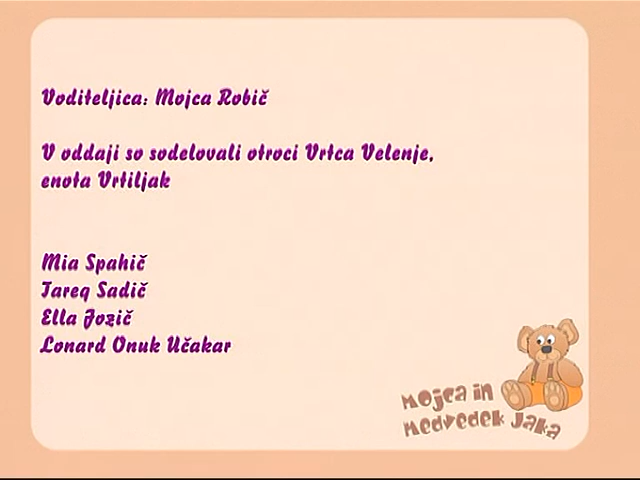 Voditeljica: Mojca Robič
V oddaji so sodelovali otroci Vrtca Velenje,
enota Vrtiljak
Mia Spahič
Tareq Sadič
Ella Jozič
Lonard Onuk Učakar
Mojca in
medvedek Jaka